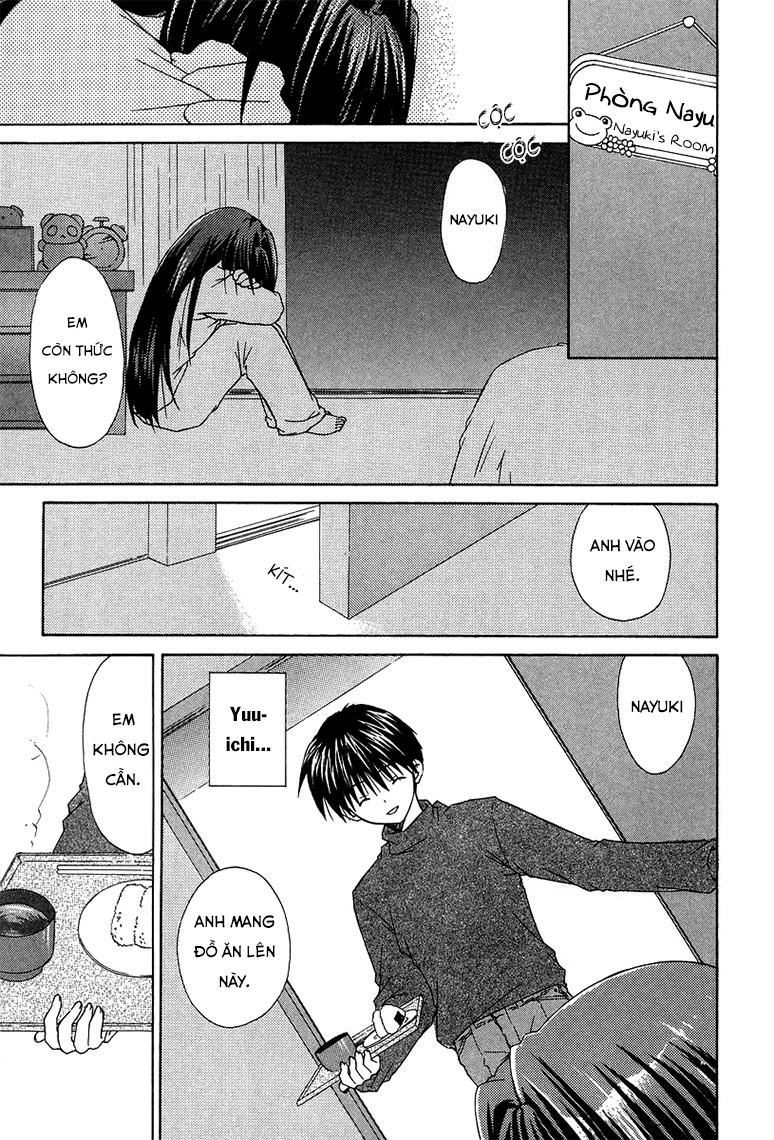 Phòng Nayu
Nayuki's Room
CỘC
CỘC
NAYUKI
EM
CÒN THỨC
KHÔNG?
ANH VÀO
NHÉ.
KÍT...
NAYUKI
Yuu-
ichi...
ANH MANG
ĐỒ ĂN LÊN
NÀY.
EM
KHÔNG
CẦN.